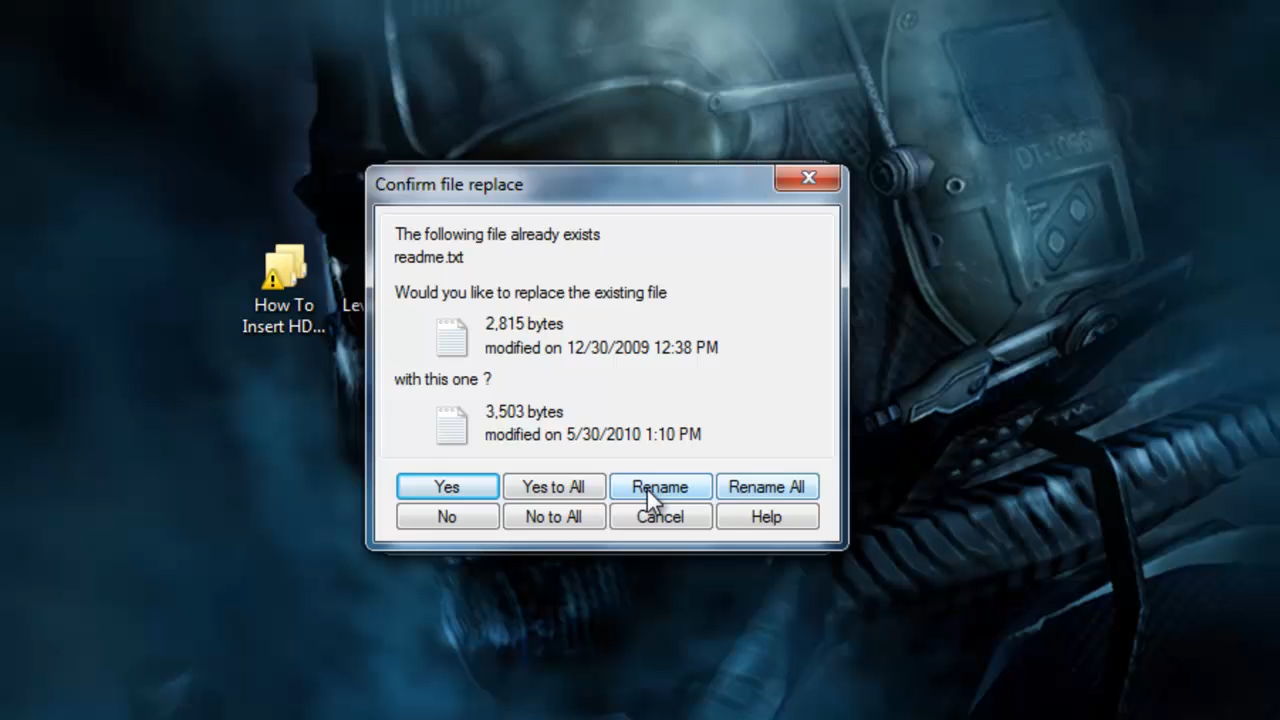 Confirm file replace
The following file already exists
readme.txt
Would you like to replace the existing file
2,815 bytes
modified on 12/30/2009 12:38 PM
with this one ?
3,503 bytes
modified on 5/30/2010 1:10 PM
Yes
Yes to All
Rename
Rename All
No
No to All
Cancel
Help
How To
Insert HD...
Lev
DT-1096